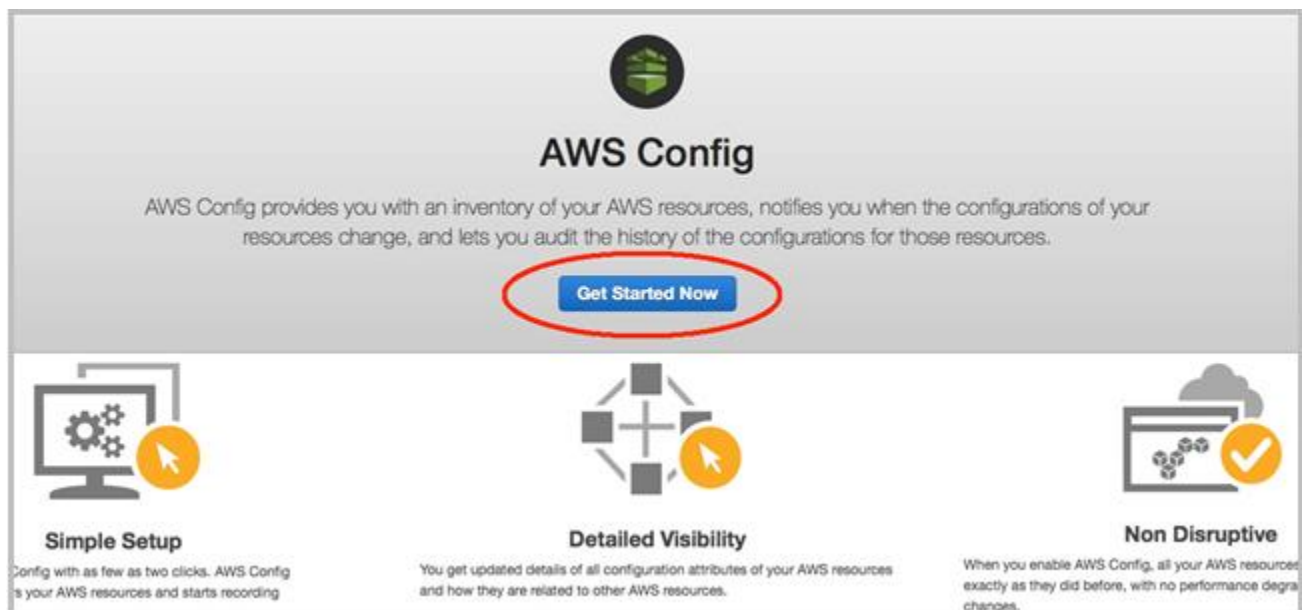 AWS Config
AWS Config provides you with an inventory of your AWS resources, notifies you when the configurations of your
resources change, and lets you audit the history of the configurations for those resources.
Get Started Now
Simple Setup
Config with as few as two clicks. AWS Config
your AWS resources and starts recording
Detailed Visibility
You get updated details of all configuration attributes of your AWS resources
and how they are related to other AWS resources.
Non Disruptive
When you enable AWS Config, all your AWS resources
exactly as they did before, with no performance
changes.